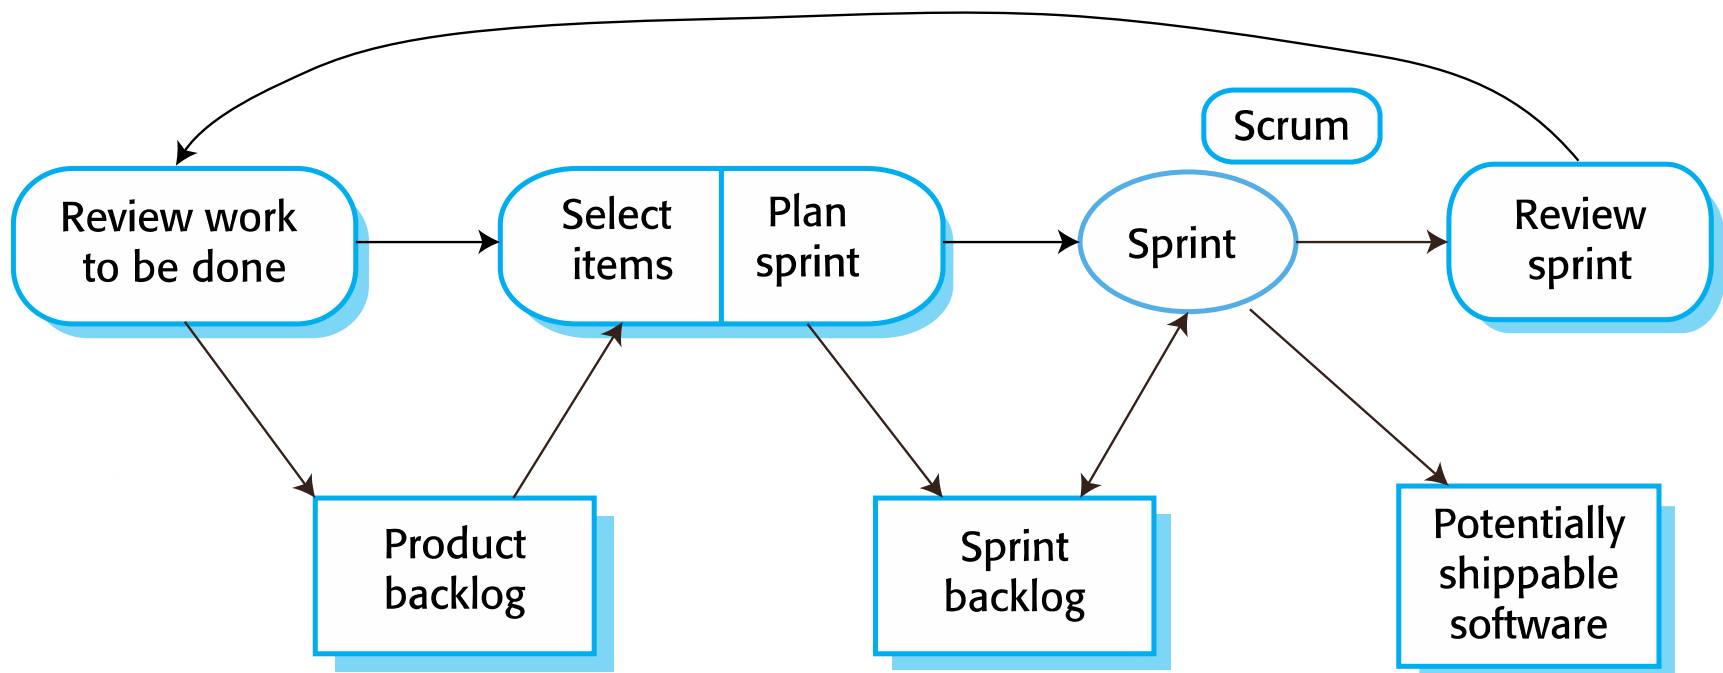 Scrum
Review work
to be done
Select
items
Plan
sprint
Sprint
Review
sprint
Product
backlog
Sprint
backlog
Potentially
shippable
software